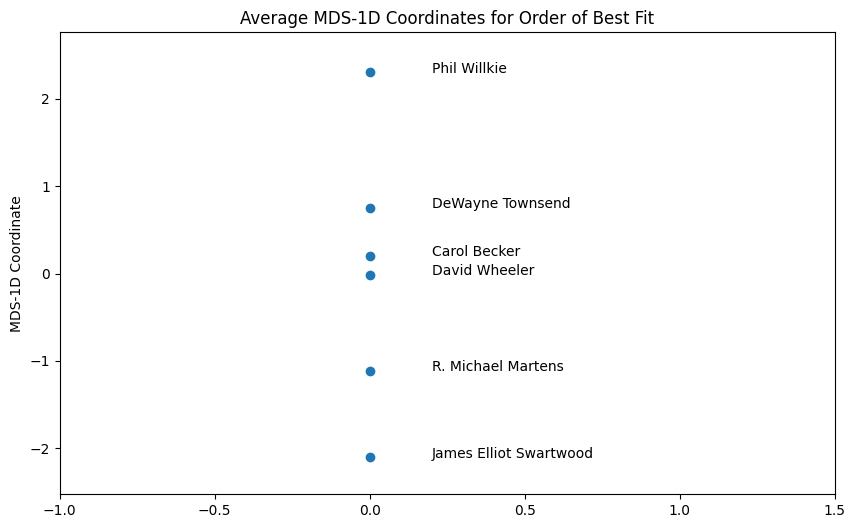 Average MDS-1D Coordinates for Order of Best Fit
MDS-1D Coordinate
2
1
0
−1
−2
Phil Willkie
DeWayne Townsend
Carol Becker
David Wheeler
R. Michael Martens
James Elliot Swartwood
−1.0
−0.5
0.0
0.5
1.0
1.5